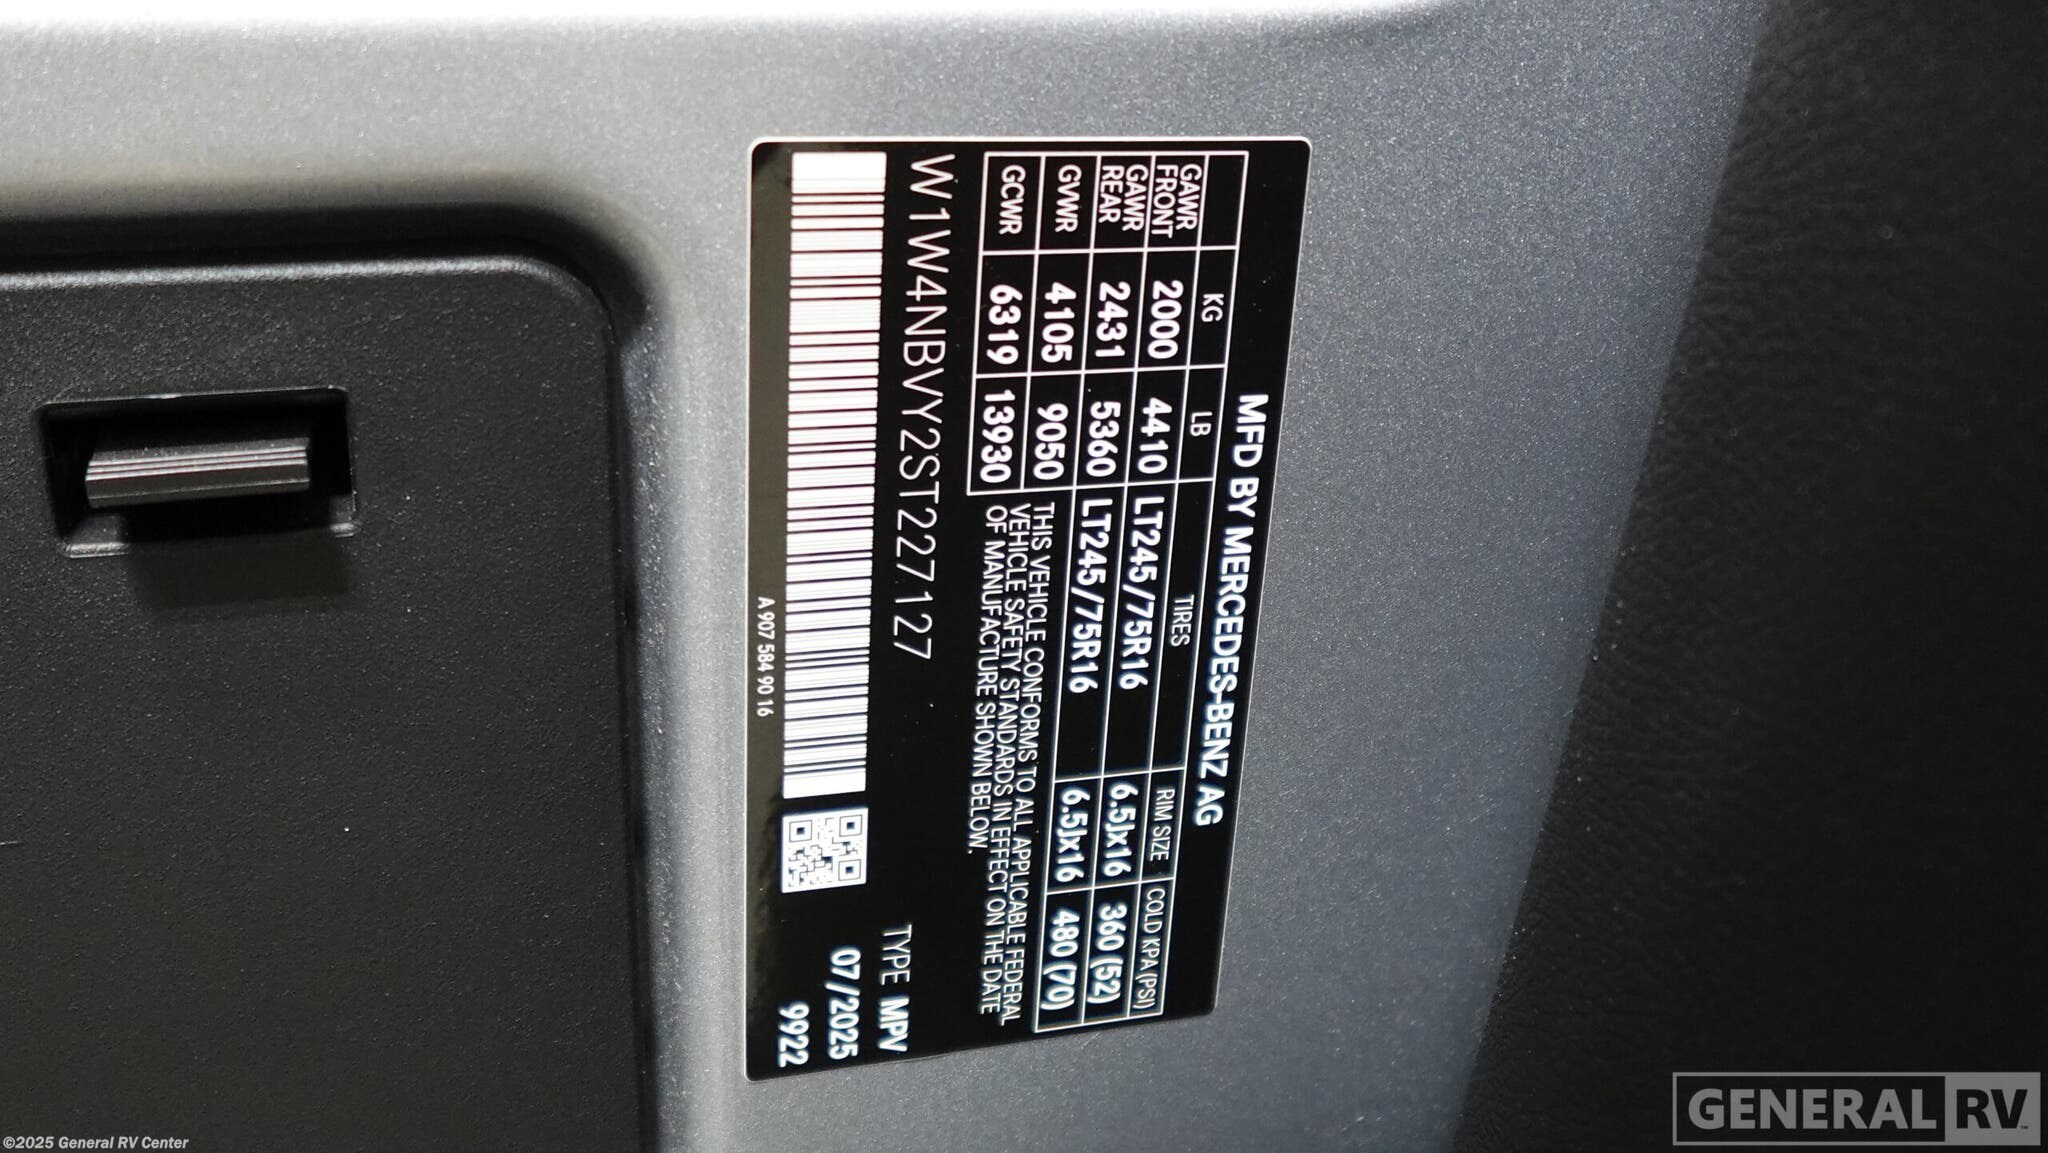 MFD BY MERCEDES-BENZ AG
KG LB TIRES RIM SIZE COLD KPA (PSI)
GAWR FRONT 2000 4410 LT245/75R16 6.5Jx16 360 (52)
GAWR REAR 2431 5360 LT245/75R16 6.5Jx16 480 (70)
GVWR 4105 9050
GCWR 6319 13930
THIS VEHICLE CONFORMS TO ALL APPLICABLE FEDERAL
VEHICLE SAFETY STANDARDS IN EFFECT ON THE DATE
OF MANUFACTURE SHOWN BELOW.
W1W4NBVY2ST227127
TYPE MPV
07/2025
9922
A 907 584 90 16
©2025 General RV Center
GENERAL RV